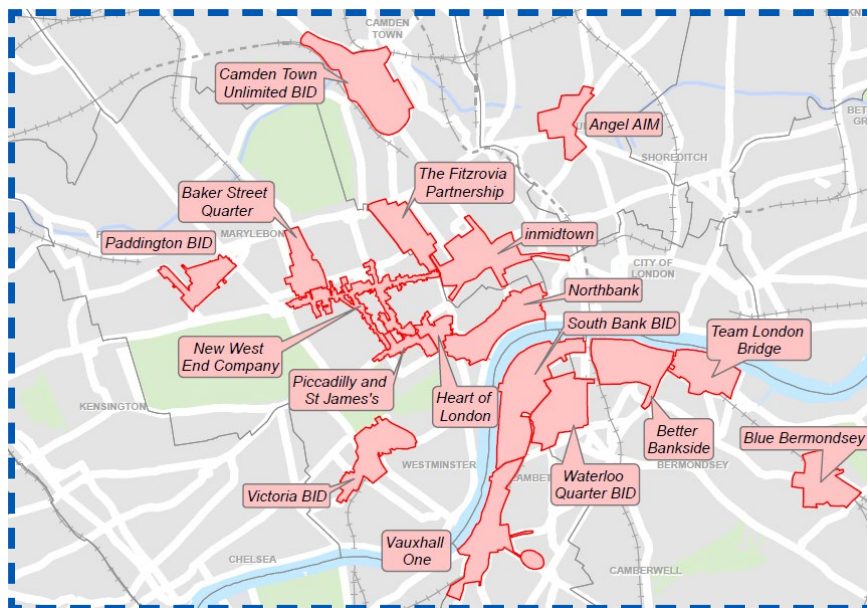 CAMDEN
TOWN
Camden Town
Unlimited BID
Angel AIM
SHOREDITCH
The Fitzrovia
Partnership
Baker Street
Quarter
MARYLEBON
Paddington BID
inmidtown
CITY OF
LONDON
Northbank
South Bank BID
Team London
Bridge
New West
End Company
Piccadilly and
St James's
Heart of
London
KENSINGTON
Better
Bankside
Blue Bermondsey
BERMONDSEY
WESTMINSTER
LAMBET
Waterloo
Quarter BID
Victoria BID
Vauxhall
One
CHELSEA
CAMBERWELL